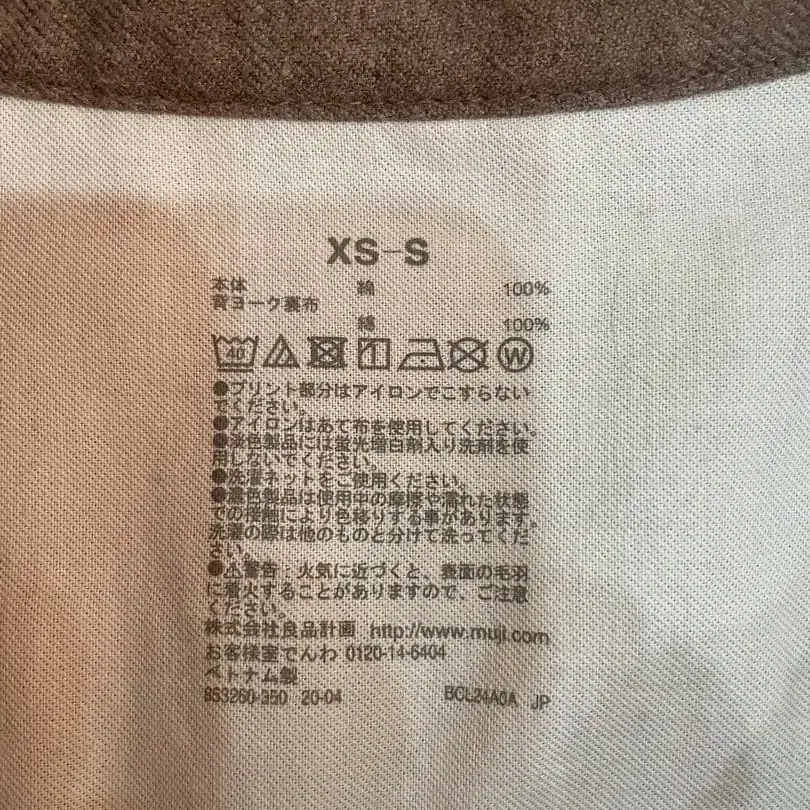 XS-S
本体 綿 100%
背ヨーク裏布
綿 100%
40 W
●プリント部分はアイロンでこすらない
でください。
●アイロンはあて布を使用してください。
●淡色製品には蛍光増白剤入り洗剤を使
用しないでください。
●洗濯ネットをご使用ください。
●濃色製品は使用中の摩擦や濡れた状態
での接触により色移りする事があります。
洗濯の際は他のものと分けて洗ってくだ
さい。
●⚠警告:火気に近づくと、表面の毛羽
に着火することがありますので、ご注意
ください。
株式会社良品計画 http://www.muji.com
お客様室でんわ 0120-14-6404
ベトナム製
853260-350 20-04 BCL24A0A JP